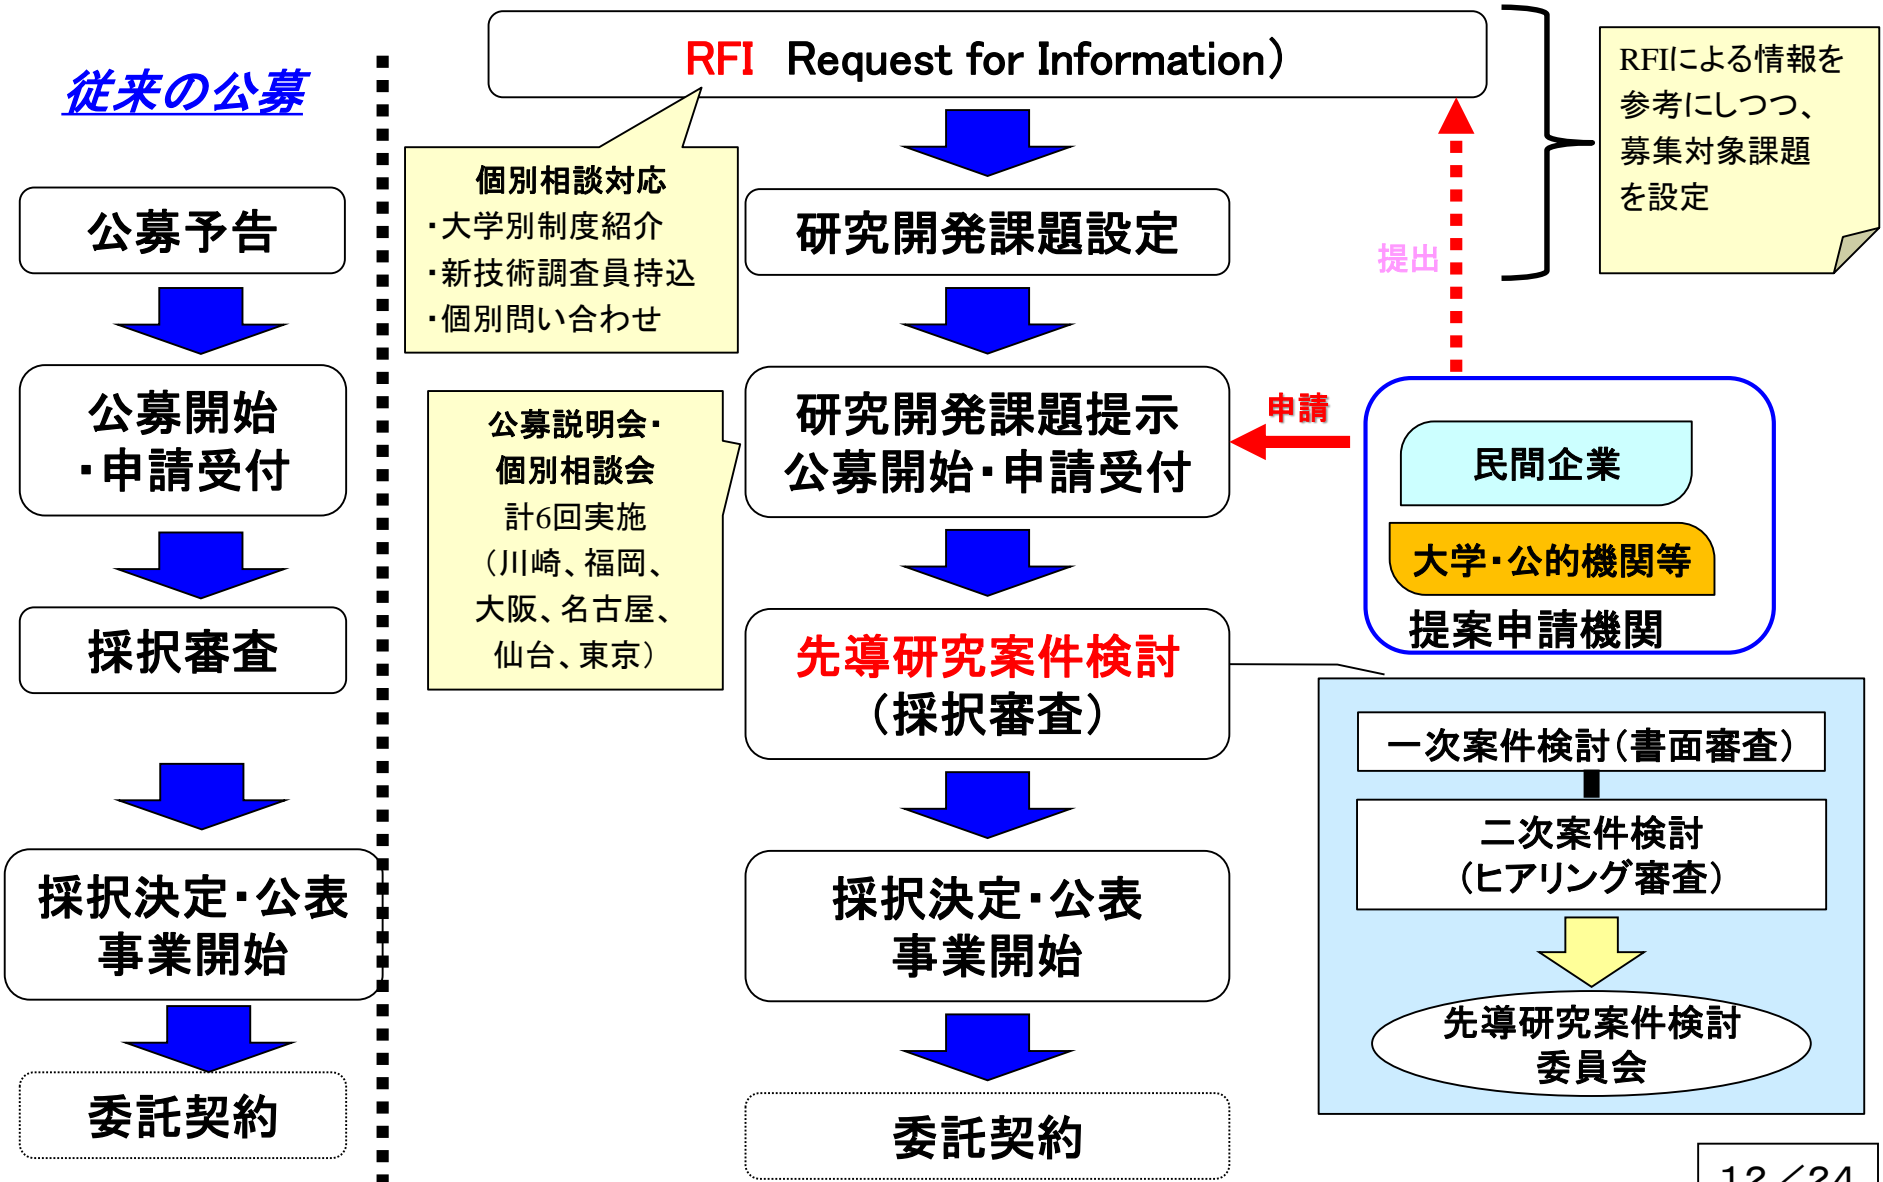 従来の公募
公募予告
公募開始
・申請受付
採択審査
採択決定・公表
事業開始
委託契約
RFI　Request for Information）
個別相談対応
・大学別制度紹介
・新技術調査員持込
・個別問い合わせ
研究開発課題設定
RFIによる情報を
参考にしつつ、
募集対象課題
を設定
提出
公募説明会・
個別相談会
計6回実施
（川崎、福岡、
大阪、名古屋、
仙台、東京）
研究開発課題提示
公募開始・申請受付
申請
民間企業
大学・公的機関等
提案申請機関
先導研究案件検討
（採択審査）
一次案件検討（書面審査）
二次案件検討
（ヒアリング審査）
先導研究案件検討
委員会
採択決定・公表
事業開始
委託契約
12／24